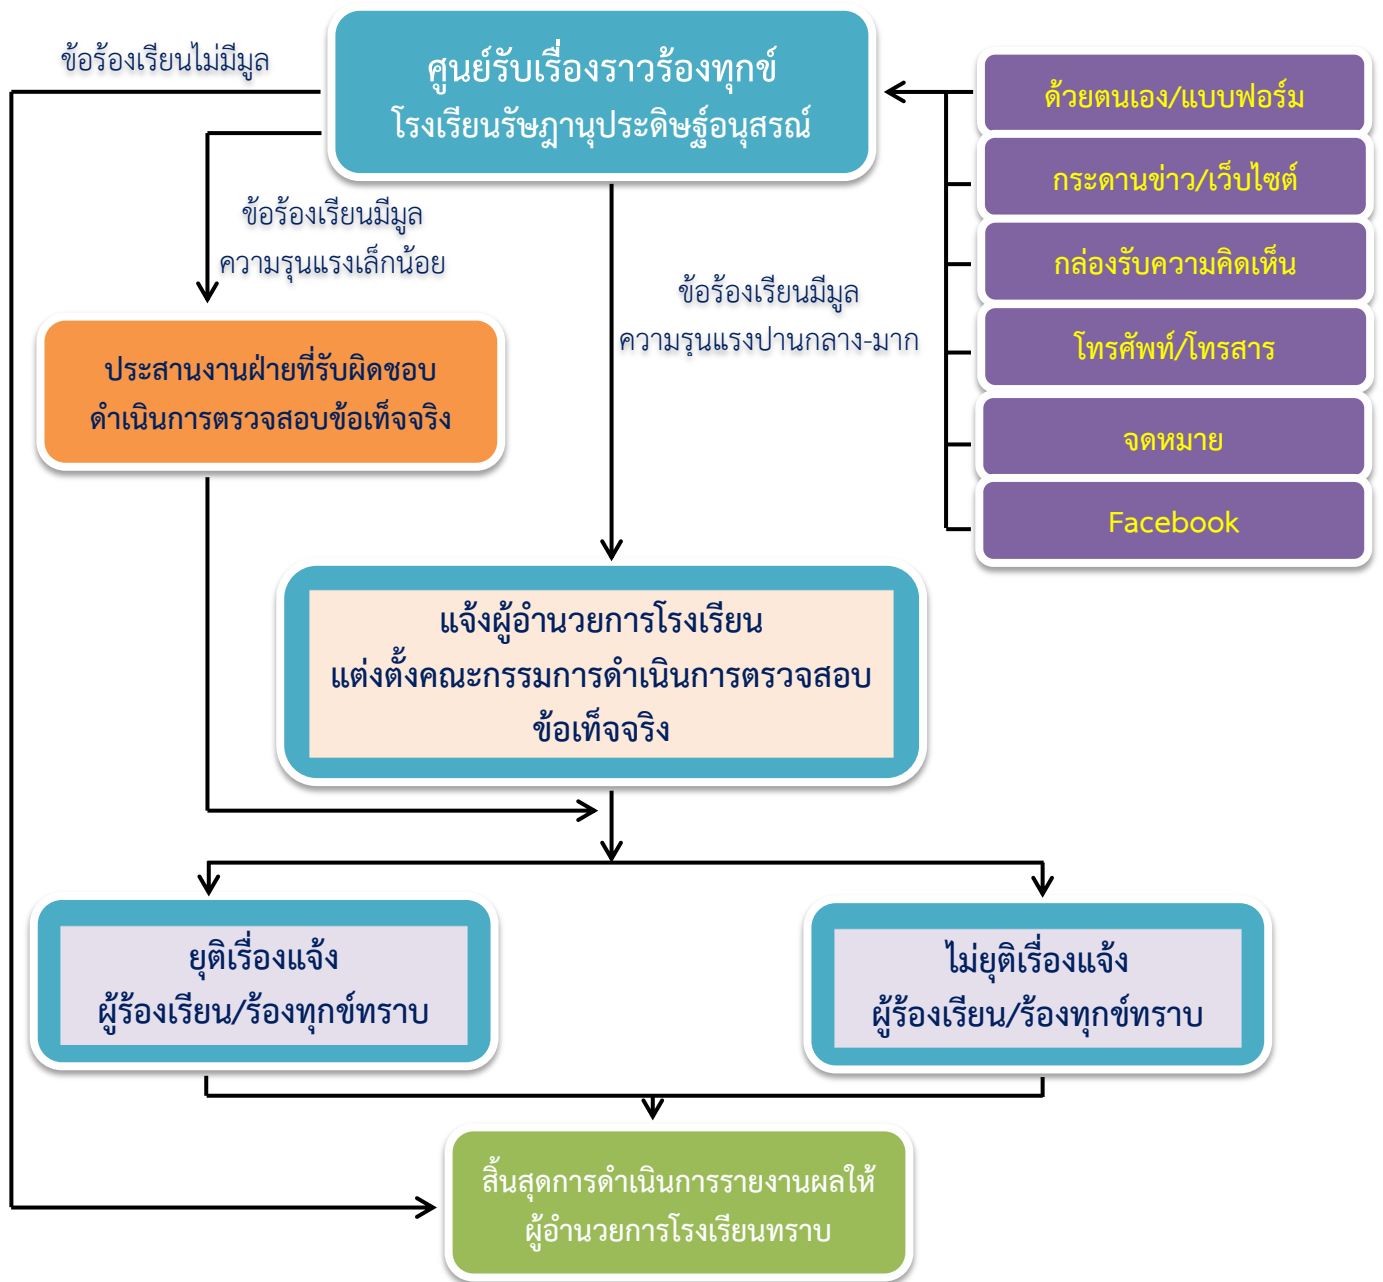 ข้อร้องเรียนไม่มีมูล
ศูนย์รับเรื่องราวร้องทุกข์
โรงเรียนรัษฎานุประดิษฐ์อนุสรณ์
ด้วยตนเอง/แบบฟอร์ม
กระดานข่าว/เว็บไซต์
กล่องรับความคิดเห็น
โทรศัพท์/โทรสาร
จดหมาย
Facebook
ข้อร้องเรียนมีมูล
ความรุนแรงเล็กน้อย
ข้อร้องเรียนมีมูล
ความรุนแรงปานกลาง-มาก
ประสานงานฝ่ายที่รับผิดชอบ
ดำเนินการตรวจสอบข้อเท็จจริง
แจ้งผู้อำนวยการโรงเรียน
แต่งตั้งคณะกรรมการดำเนินการตรวจสอบ
ข้อเท็จจริง
ยุติเรื่องแจ้ง
ผู้ร้องเรียน/ร้องทุกข์ทราบ
ไม่ยุติเรื่องแจ้ง
ผู้ร้องเรียน/ร้องทุกข์ทราบ
สิ้นสุดการดำเนินการรายงานผลให้
ผู้อำนวยการโรงเรียนทราบ